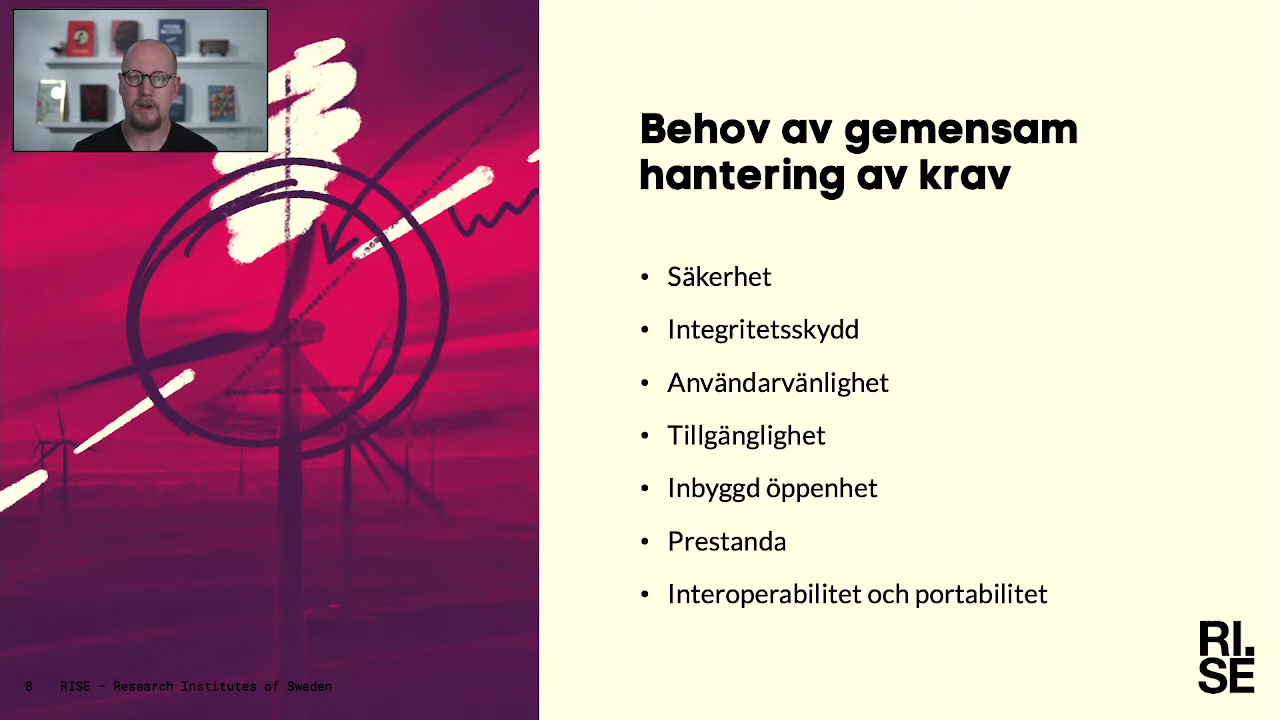 Behov av gemensam
hantering av krav
• Säkerhet
• Integritetsskydd
• Användarvänlighet
• Tillgänglighet
• Inbyggd öppenhet
• Prestanda
• Interoperabilitet och portabilitet
8 RISE — Research Institutes of Sweden
RI.
SE